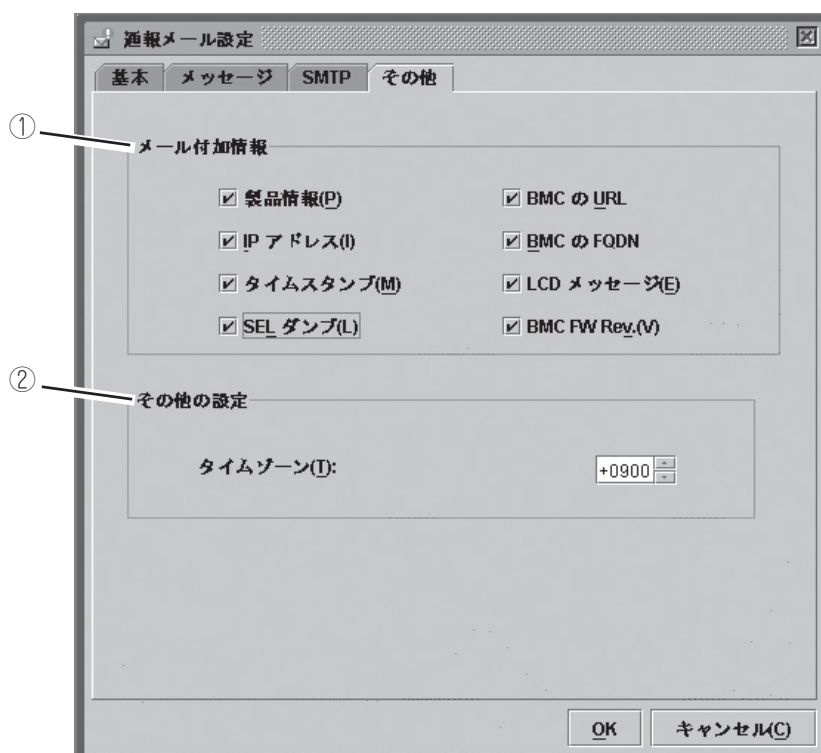 通報メール設定
基本 メッセージ SMTP その他
①
メール付加情報
製品情報(P) BMC の URL
IP アドレス(I) BMC の FQDN
タイムスタンプ(M) LCD メッセージ(E)
SEL ダンプ(L) BMC FW Rev.(V)
②
その他の設定
タイムゾーン(T): +0900
OK キャンセル(C)